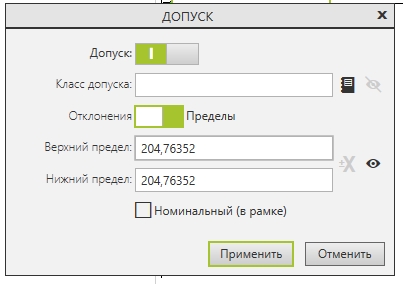 ДОПУСК
Допуск:
Класс допуска:
Отклонения Пределы
Верхний предел: 204,76352
Нижний предел: 204,76352
Номинальный (в рамке)
Применить Отменить